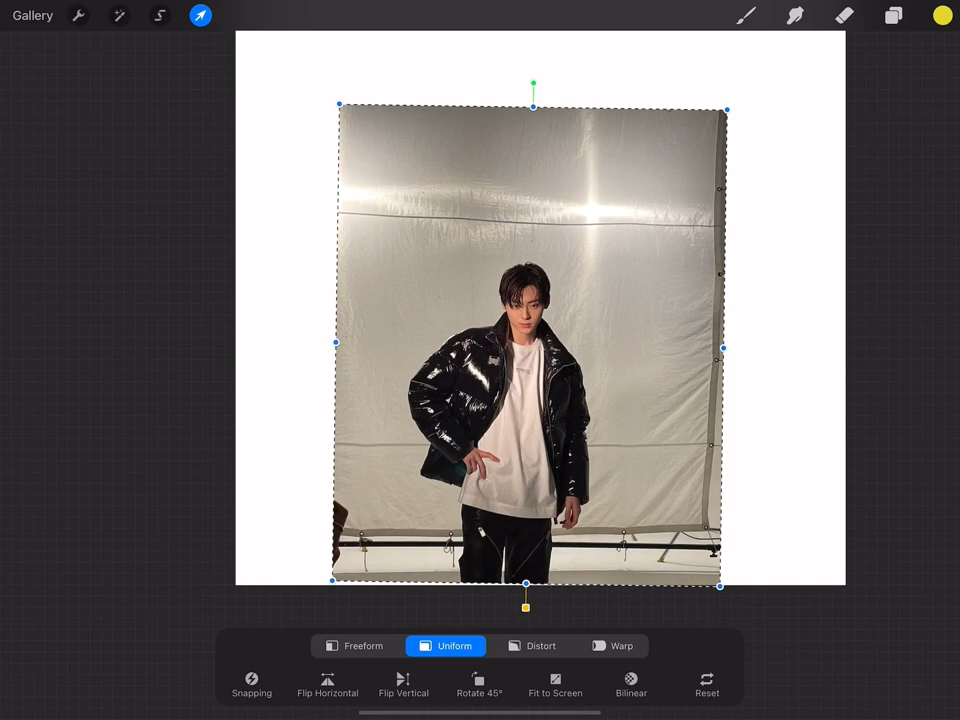 Gallery
Freeform Uniform Distort Warp
Snapping Flip Horizontal Flip Vertical Rotate 45° Fit to Screen Bilinear Reset